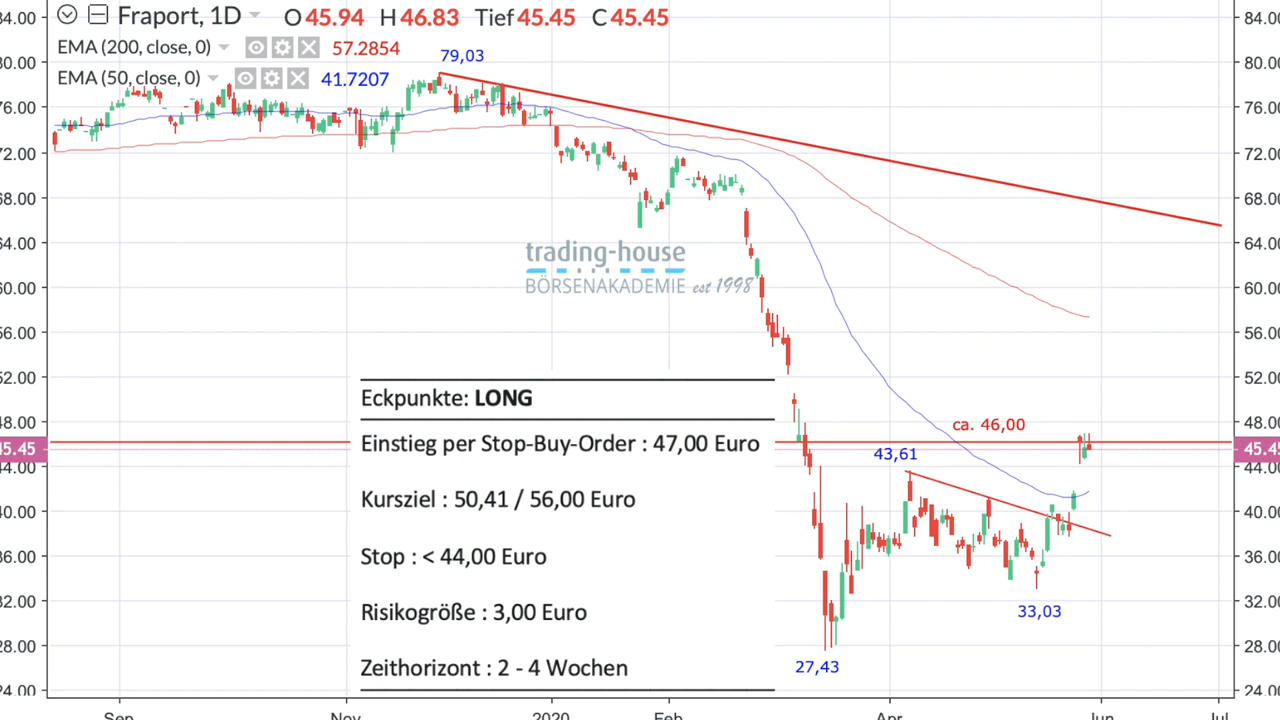 Fraport, 1D O 45.94 H 46.83 Tief 45.45 C 45.45
EMA (200, close, 0) 57.2854
EMA (50, close, 0) 41.7207
84.00 84.00
80.00 80.00
76.00 76.00
72.00 72.00
68.00 68.00
64.00 64.00
60.00 60.00
56.00 56.00
52.00 52.00
48.00 48.00
45.45 45.45
44.00 44.00
40.00 40.00
36.00 36.00
32.00 32.00
28.00 28.00
24.00 24.00
79,03
trading-house
BÖRSENAKADEMIE est 1998
ca. 46,00
43,61
33,03
27,43
Eckpunkte: LONG
Einstieg per Stop-Buy-Order : 47,00 Euro
Kursziel : 50,41 / 56,00 Euro
Stop : < 44,00 Euro
Risikogröße : 3,00 Euro
Zeithorizont : 2 - 4 Wochen
Sep Nov 2020 Feb Apr Jun Jul